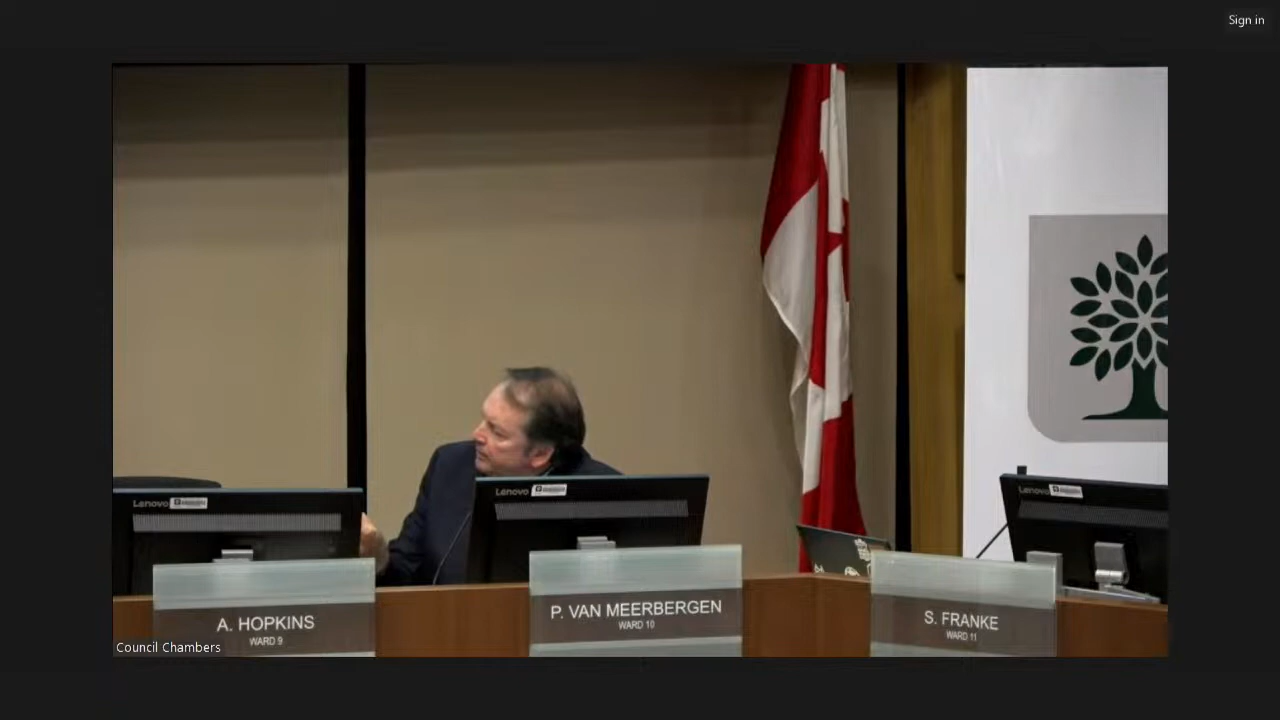 Sign in
Lenovo
Lenovo
Lenovo
A. HOPKINS
WARD 9
P. VAN MEERBERGEN
WARD 10
S. FRANKE
WARD 11
Council Chambers